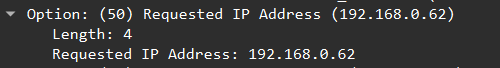 Option: (50) Requested IP Address (192.168.0.62)
Length: 4
Requested IP Address: 192.168.0.62